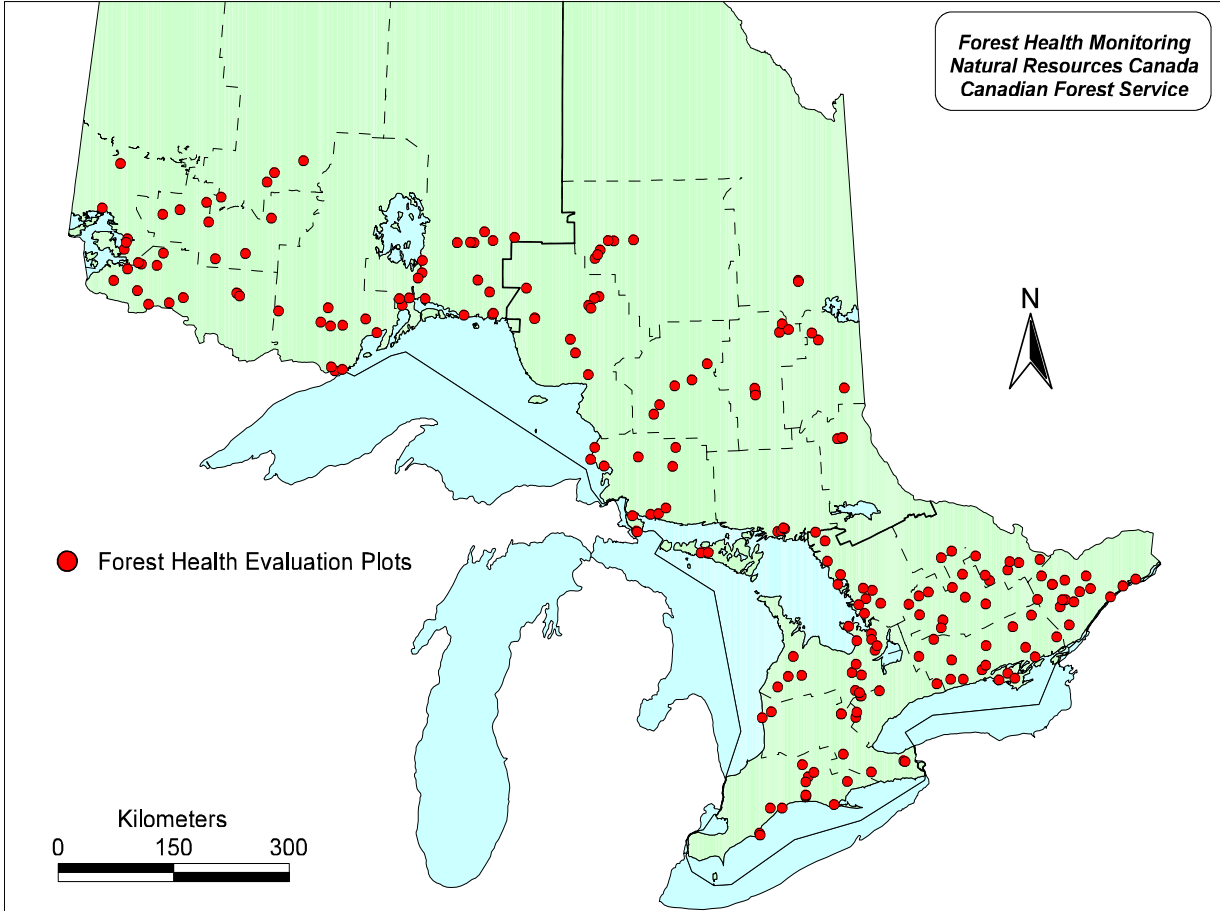 Forest Health Monitoring
Natural Resources Canada
Canadian Forest Service
N
Forest Health Evaluation Plots
Kilometers
0 150 300